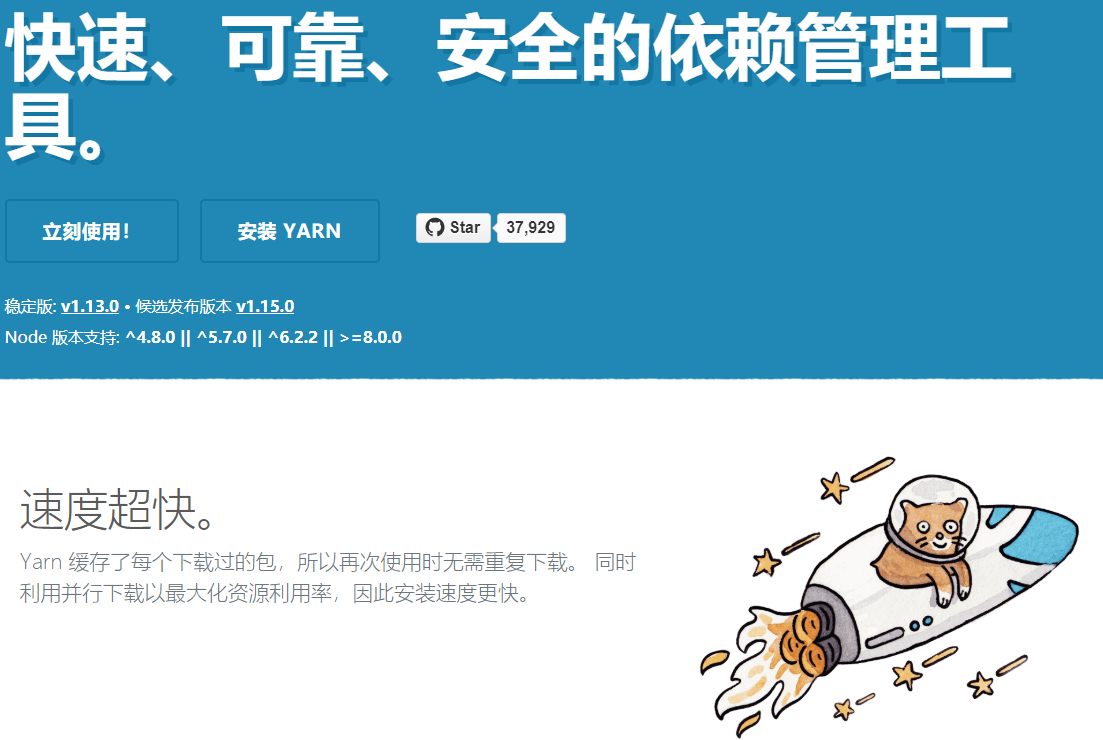 快速、可靠、安全的依赖管理工
具。
立刻使用！
安装 YARN
Star
37,929
稳定版: v1.13.0 • 候选发布版本 v1.15.0
Node 版本支持: ^4.8.0 || ^5.7.0 || ^6.2.2 || >=8.0.0
速度超快。
Yarn 缓存了每个下载过的包，所以再次使用时无需重复下载。 同时
利用并行下载以最大化资源利用率，因此安装速度更快。